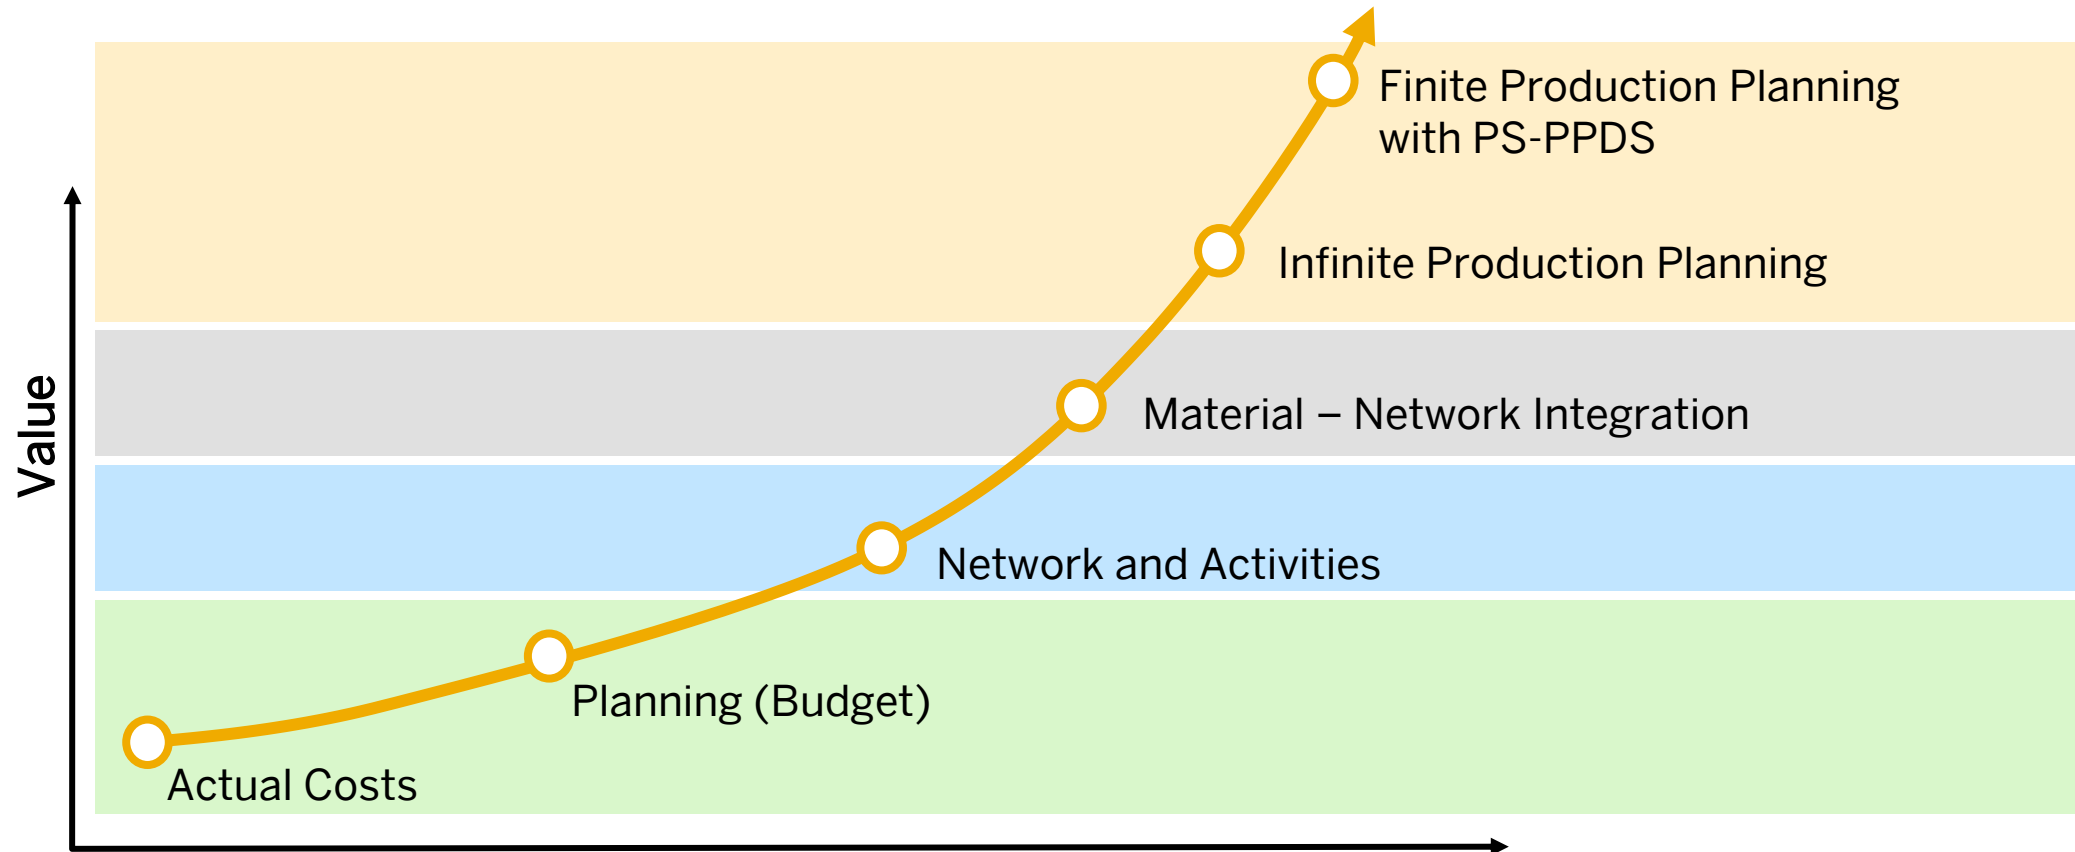 Finite Production Planning
with PS-PPDS
Infinite Production Planning
Material – Network Integration
Value
Network and Activities
Planning (Budget)
Actual Costs